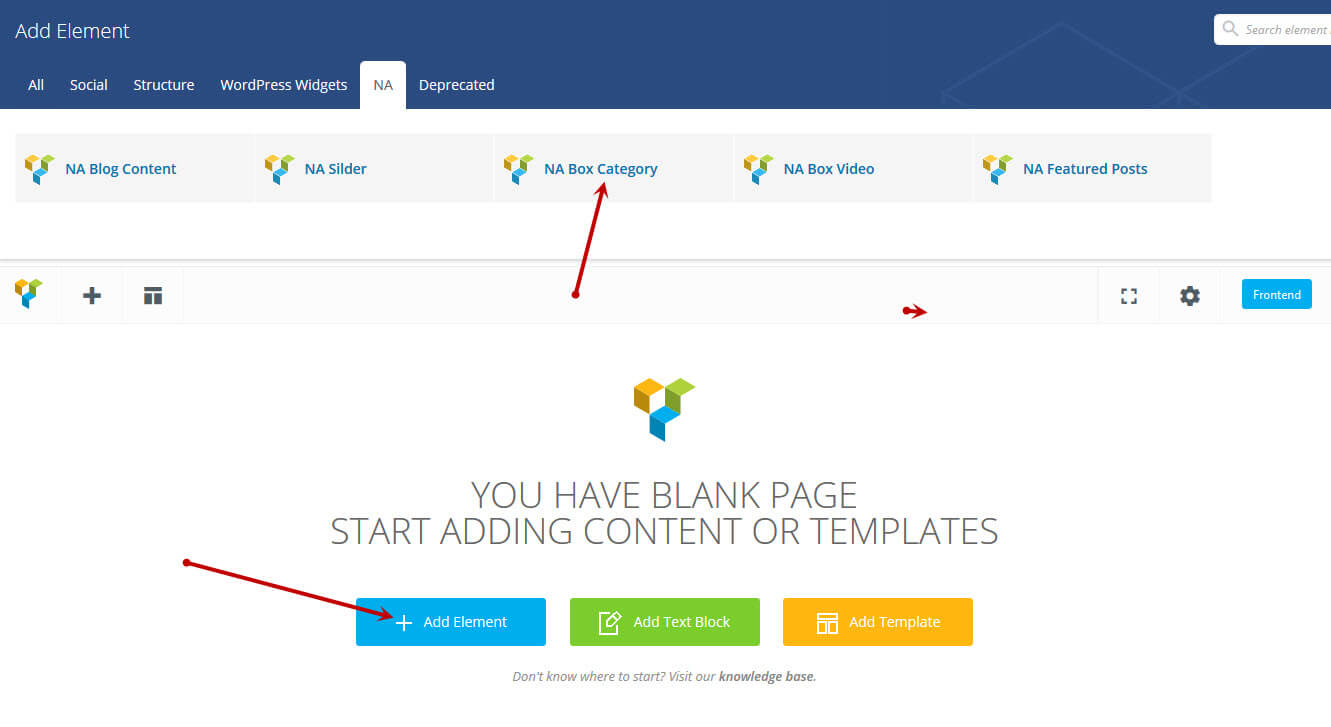 Add Element
Search element
All Social Structure WordPress Widgets NA Deprecated
NA Blog Content NA Silder NA Box Category NA Box Video NA Featured Posts
Frontend
YOU HAVE BLANK PAGE
START ADDING CONTENT OR TEMPLATES
Add Element Add Text Block Add Template
Don't know where to start? Visit our knowledge base.